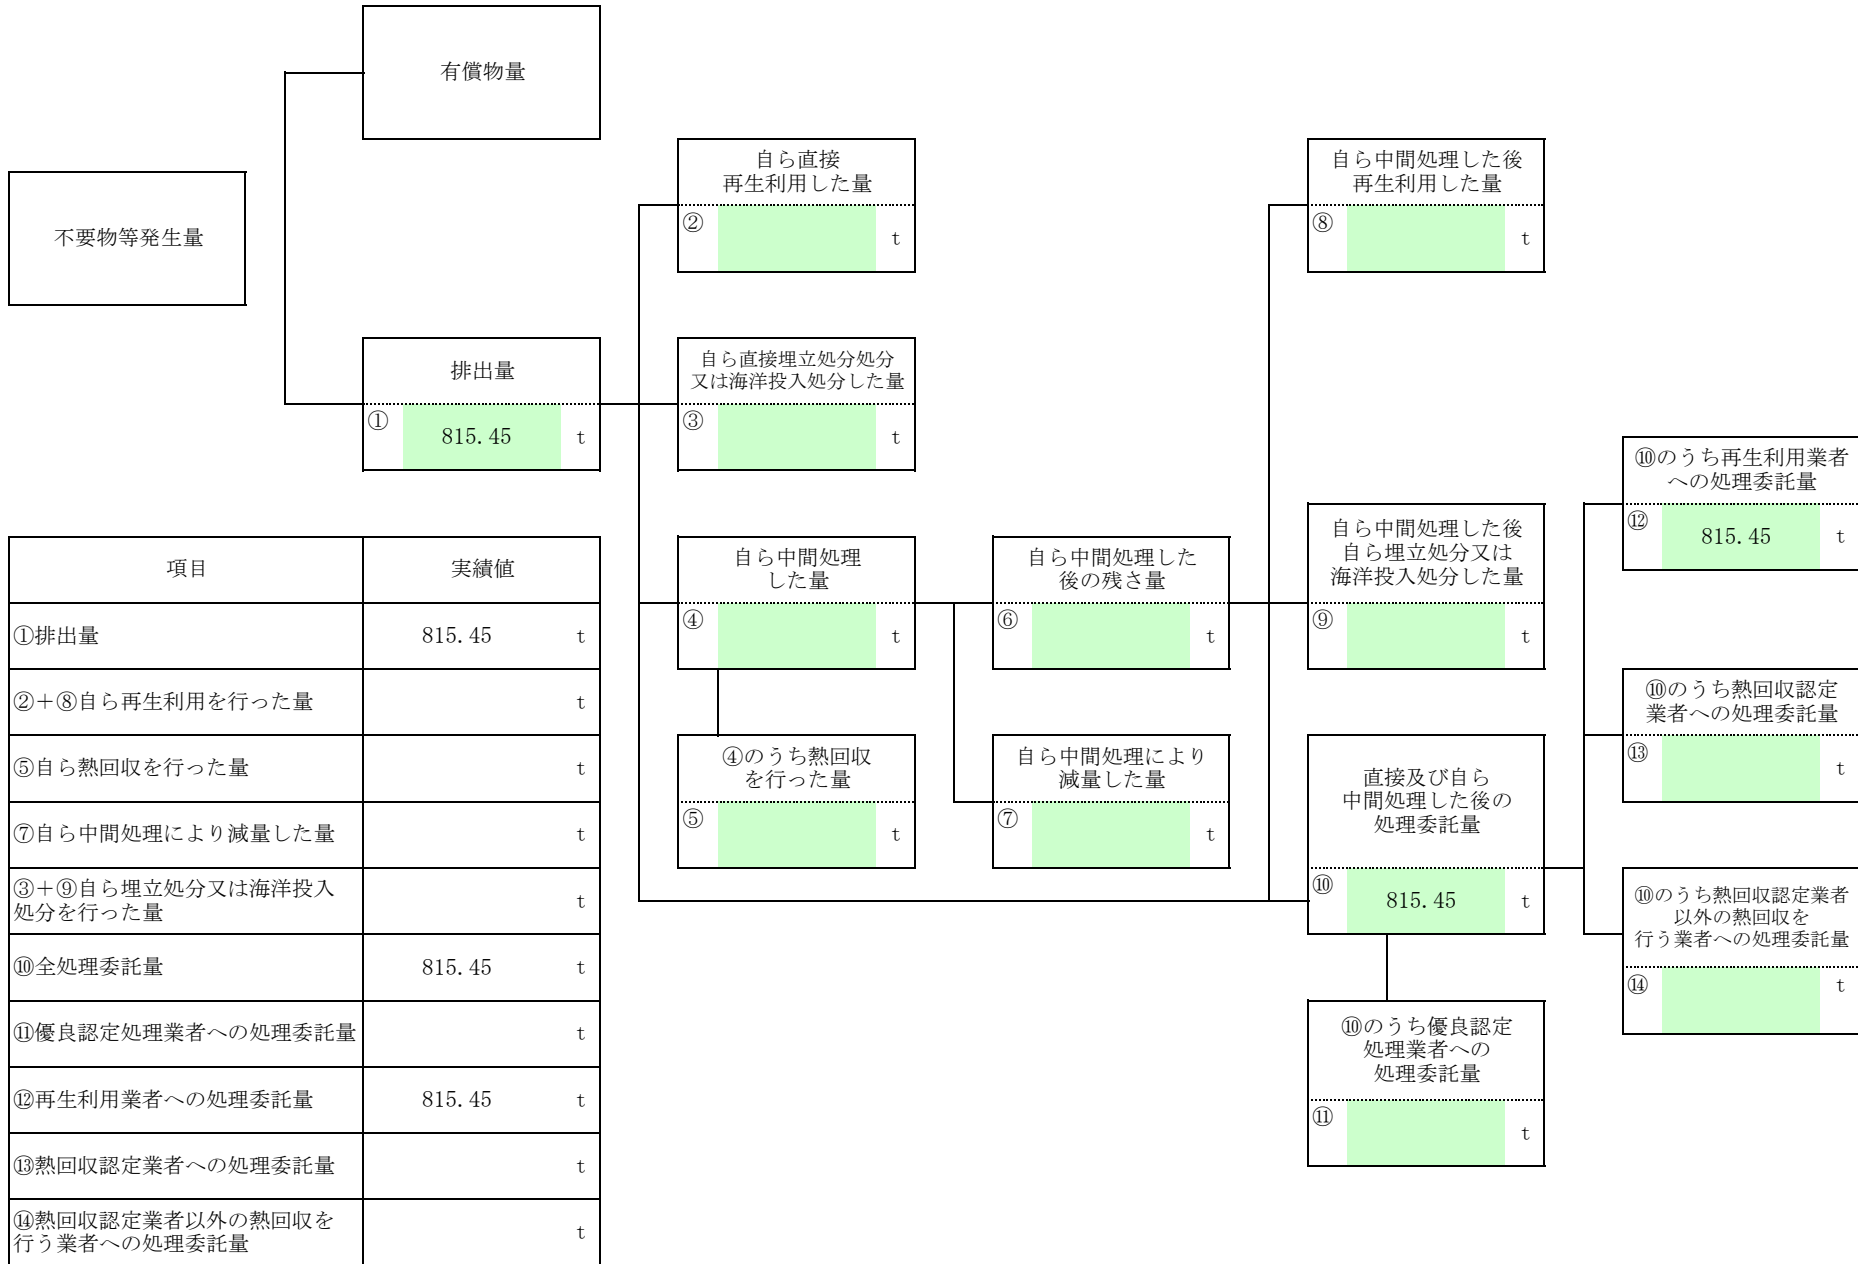 有償物量
不要物等発生量
排出量
①
815.45
t
自ら直接
再生利用した量
②
t
自ら直接埋立処分処分
又は海洋投入処分した量
③
t
自ら中間処理
した量
④
t
④のうち熱回収
を行った量
⑤
t
自ら中間処理した
後の残さ量
⑥
t
自ら中間処理により
減量した量
⑦
t
自ら中間処理した後
再生利用した量
⑧
t
自ら中間処理した後
自ら埋立処分又は
海洋投入処分した量
⑨
t
直接及び自ら
中間処理した後の
処理委託量
⑩
815.45
t
⑩のうち優良認定
処理業者への
処理委託量
⑪
t
⑩のうち再生利用業者
への処理委託量
⑫
815.45
t
⑩のうち熱回収認定
業者への処理委託量
⑬
t
⑩のうち熱回収認定業者
以外の熱回収を
行う業者への処理委託量
⑭
t
項目 実績値
①排出量 815.45 t
②＋⑧自ら再生利用を行った量 t
⑤自ら熱回収を行った量 t
⑦自ら中間処理により減量した量 t
③＋⑨自ら埋立処分又は海洋投入
処分を行った量 t
⑩全処理委託量 815.45 t
⑪優良認定処理業者への処理委託量 t
⑫再生利用業者への処理委託量 815.45 t
⑬熱回収認定業者への処理委託量 t
⑭熱回収認定業者以外の熱回収を
行う業者への処理委託量 t